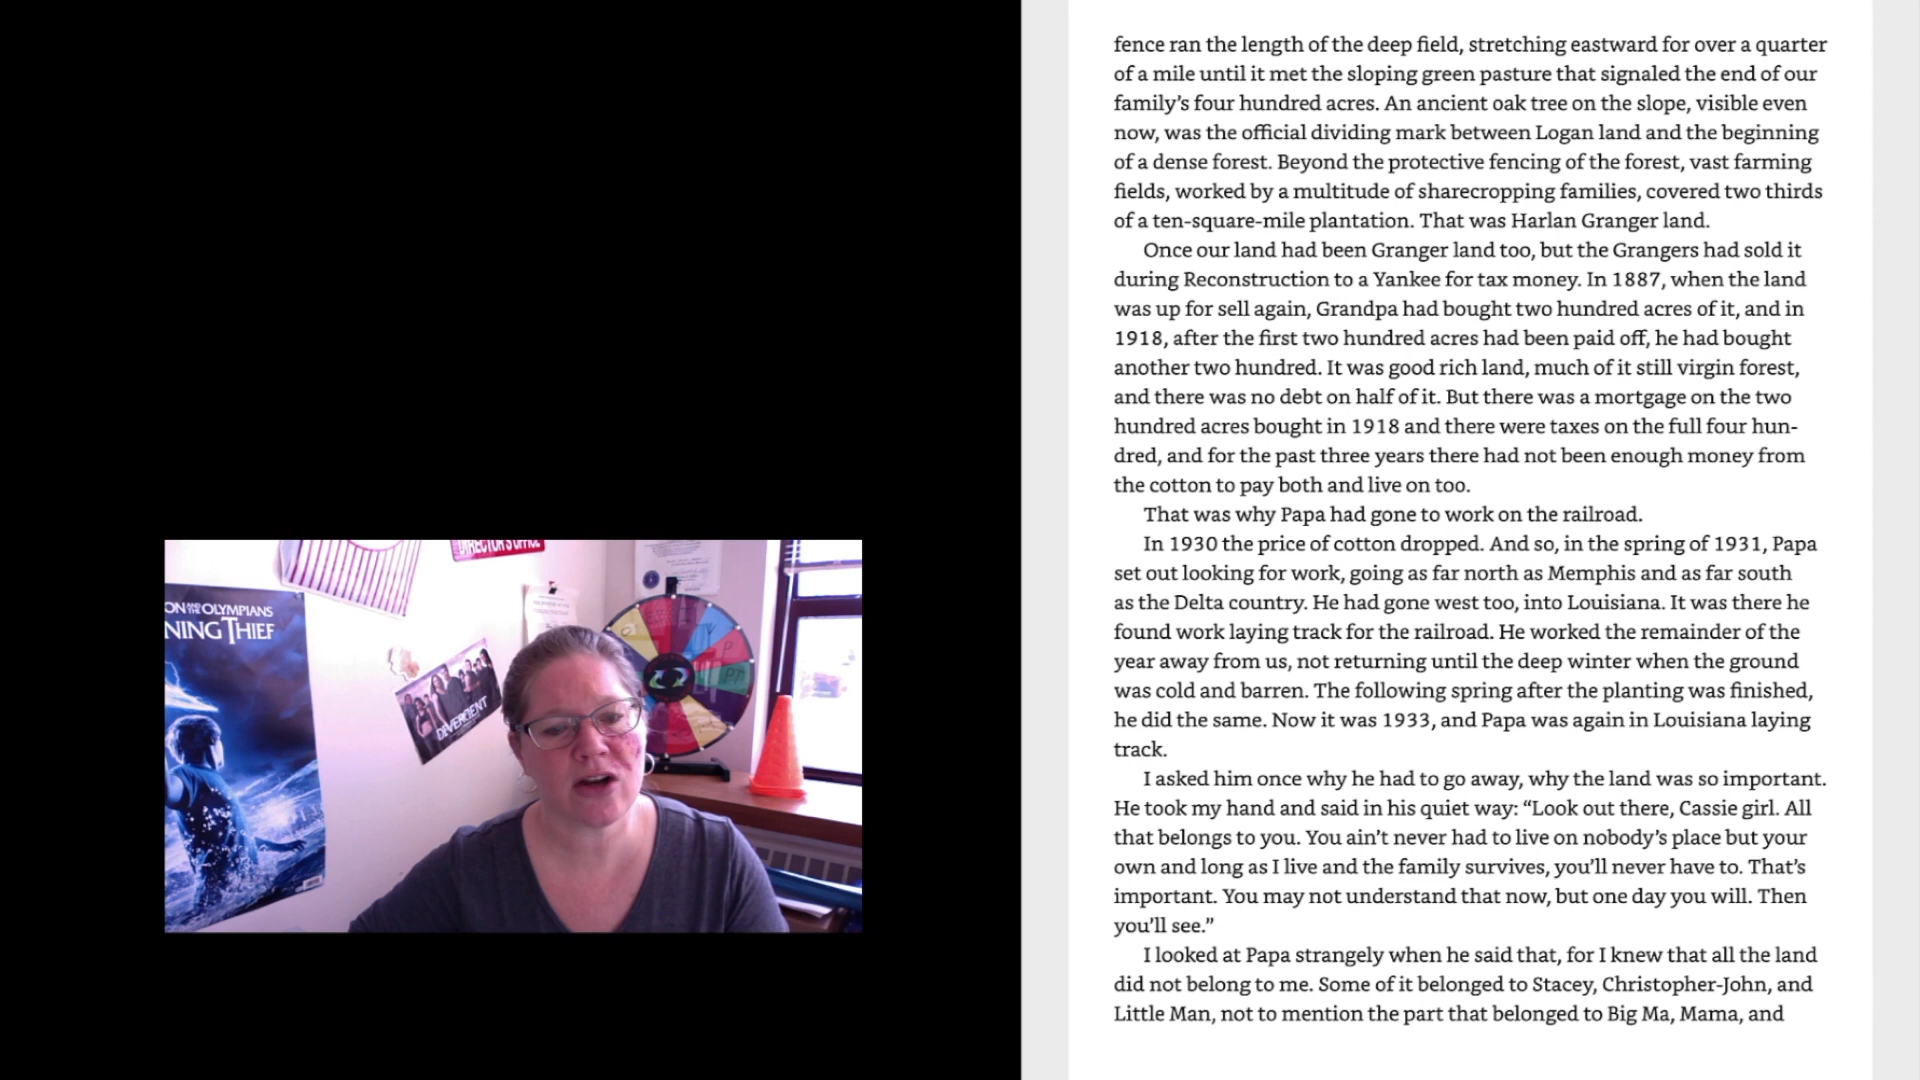 fence ran the length of the deep field, stretching eastward for over a quarter
of a mile until it met the sloping green pasture that signaled the end of our
family’s four hundred acres. An ancient oak tree on the slope, visible even
now, was the official dividing mark between Logan land and the beginning
of a dense forest. Beyond the protective fencing of the forest, vast farming
fields, worked by a multitude of sharecropping families, covered two thirds
of a ten-square-mile plantation. That was Harlan Granger land.
Once our land had been Granger land too, but the Grangers had sold it
during Reconstruction to a Yankee for tax money. In 1887, when the land
was up for sell again, Grandpa had bought two hundred acres of it, and in
1918, after the first two hundred acres had been paid off, he had bought
another two hundred. It was good rich land, much of it still virgin forest,
and there was no debt on half of it. But there was a mortgage on the two
hundred acres bought in 1918 and there were taxes on the full four hun-
dred, and for the past three years there had not been enough money from
the cotton to pay both and live on too.
That was why Papa had gone to work on the railroad.
In 1930 the price of cotton dropped. And so, in the spring of 1931, Papa
set out looking for work, going as far north as Memphis and as far south
as the Delta country. He had gone west too, into Louisiana. It was there he
found work laying track for the railroad. He worked the remainder of the
year away from us, not returning until the deep winter when the ground
was cold and barren. The following spring after the planting was finished,
he did the same. Now it was 1933, and Papa was again in Louisiana laying
track.
I asked him once why he had to go away, why the land was so important.
He took my hand and said in his quiet way: “Look out there, Cassie girl. All
that belongs to you. You ain’t never had to live on nobody’s place but your
own and long as I live and the family survives, you’ll never have to. That’s
important. You may not understand that now, but one day you will. Then
you’ll see.”
I looked at Papa strangely when he said that, for I knew that all the land
did not belong to me. Some of it belonged to Stacey, Christopher-John, and
Little Man, not to mention the part that belonged to Big Ma, Mama, and
DIRECTOR'S OFFICE
ON AND THE OLYMPIANS
NING THIEF
DIVERGENT